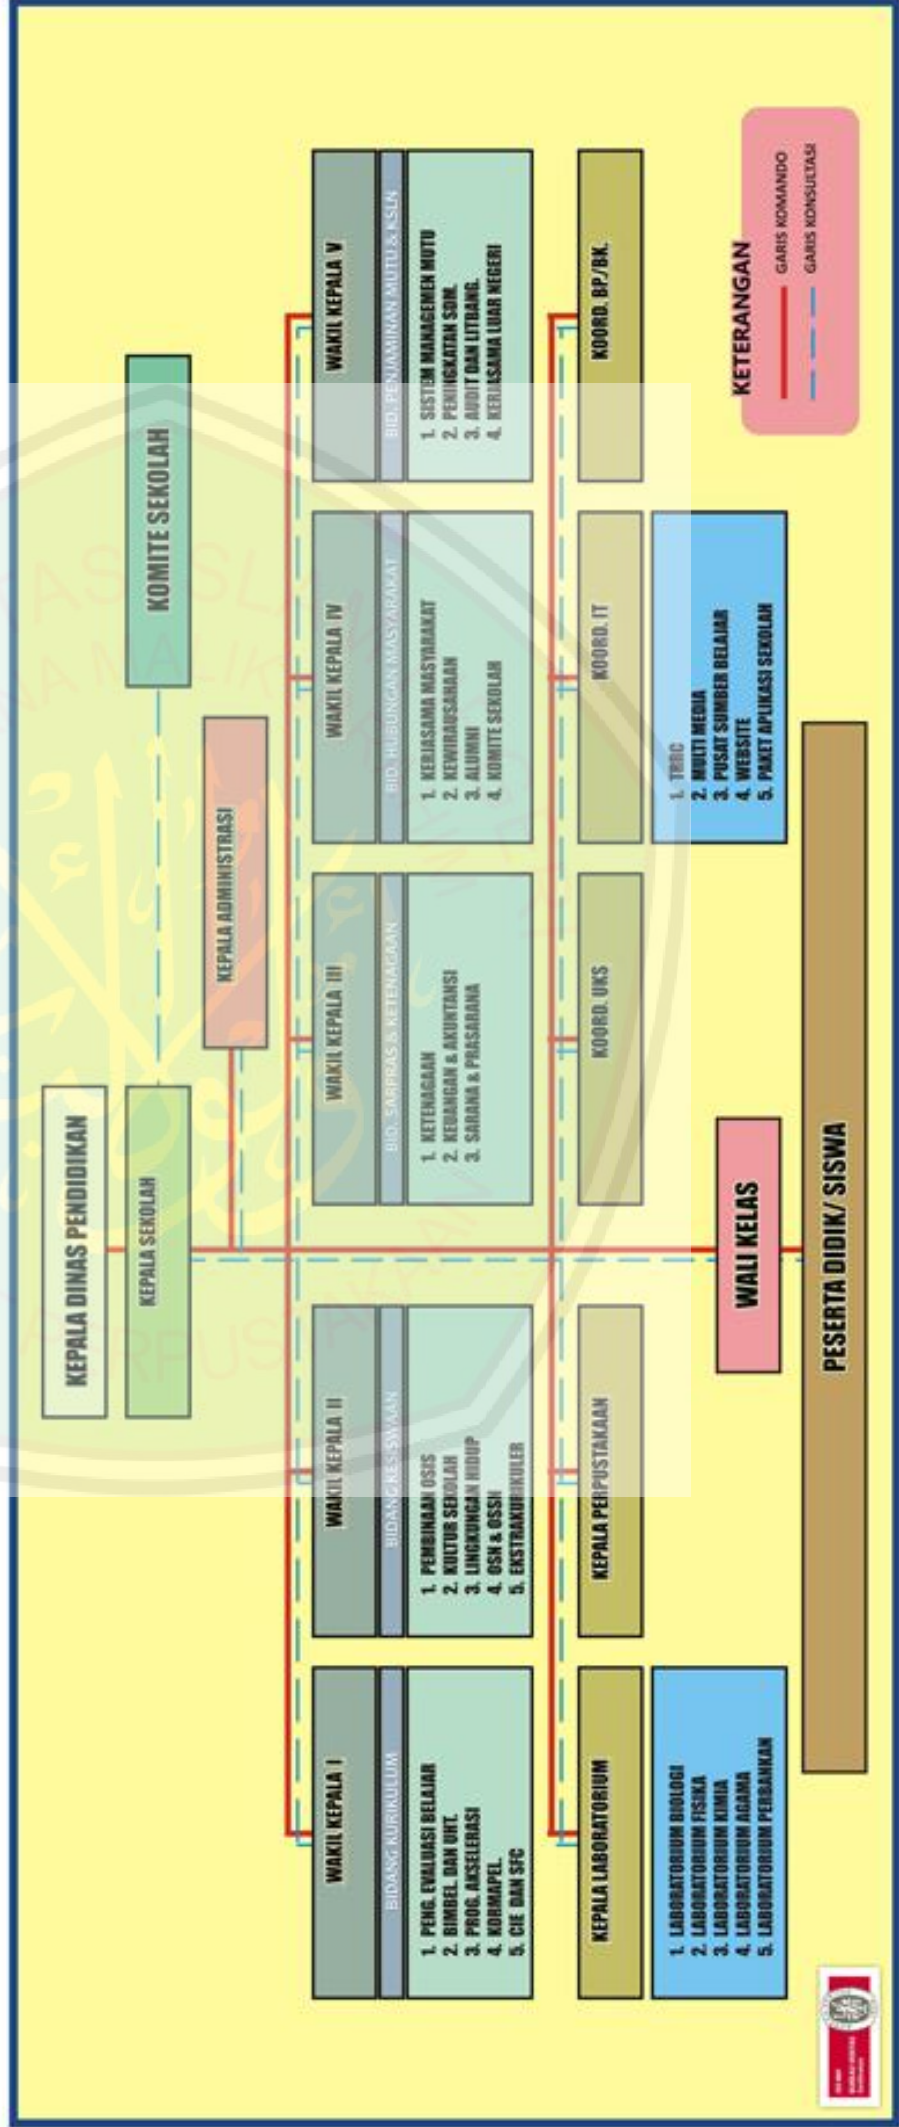 KEPALA DINAS PENDIDIKAN
KEPALA SEKOLAH
KOMITE SEKOLAH
KEPALA ADMINISTRASI
WAKIL KEPALA I
BIDANG KURIKULUM
1. PENG. EVALUASI BELAJAR
2. BIMBEL DAN UHT.
3. PROG. AKSELERASI
4. KORMAPEL.
5. CIE DAN SFC
WAKIL KEPALA II
BIDANG KESISWAAN
1. PEMBINAAN OSIS
2. KULTUR SEKOLAH
3. LINGKUNGAN HIDUP
4. OSN & OSSN
5. EKSTRAKURIKULER
WAKIL KEPALA III
BID. SARPRAS & KETENAGAAN
1. KETENAGAAN
2. KEUANGAN & AKUNTANSI
3. SARANA & PRASARANA
WAKIL KEPALA IV
BID. HUBUNGAN MASYARAKAT
1. KERJASAMA MASYARAKAT
2. KEWIRAUSAHAAN
3. ALUMNI
4. KOMITE SEKOLAH
WAKIL KEPALA V
BID. PENJAMINAN MUTU & KSLN
1. SISTEM MANAGEMEN MUTU
2. PENINGKATAN SDM.
3. AUDIT DAN LITBANG.
4. KERJASAMA LUAR NEGERI
KEPALA LABORATORIUM
1. LABORATORIUM BIOLOGI
2. LABORATORIUM FISIKA
3. LABORATORIUM KIMIA
4. LABORATORIUM AGAMA
5. LABORATORIUM PERBANKAN
KEPALA PERPUSTAKAAN
KOORD. UKS
KOORD. IT
1. TRRC
2. MULTI MEDIA
3. PUSAT SUMBER BELAJAR
4. WEBSITE
5. PAKET APLIKASI SEKOLAH
KOORD. BP./BK.
WALI KELAS
PESERTA DIDIK/ SISWA
KETERANGAN
GARIS KOMANDO
GARIS KONSULTASI